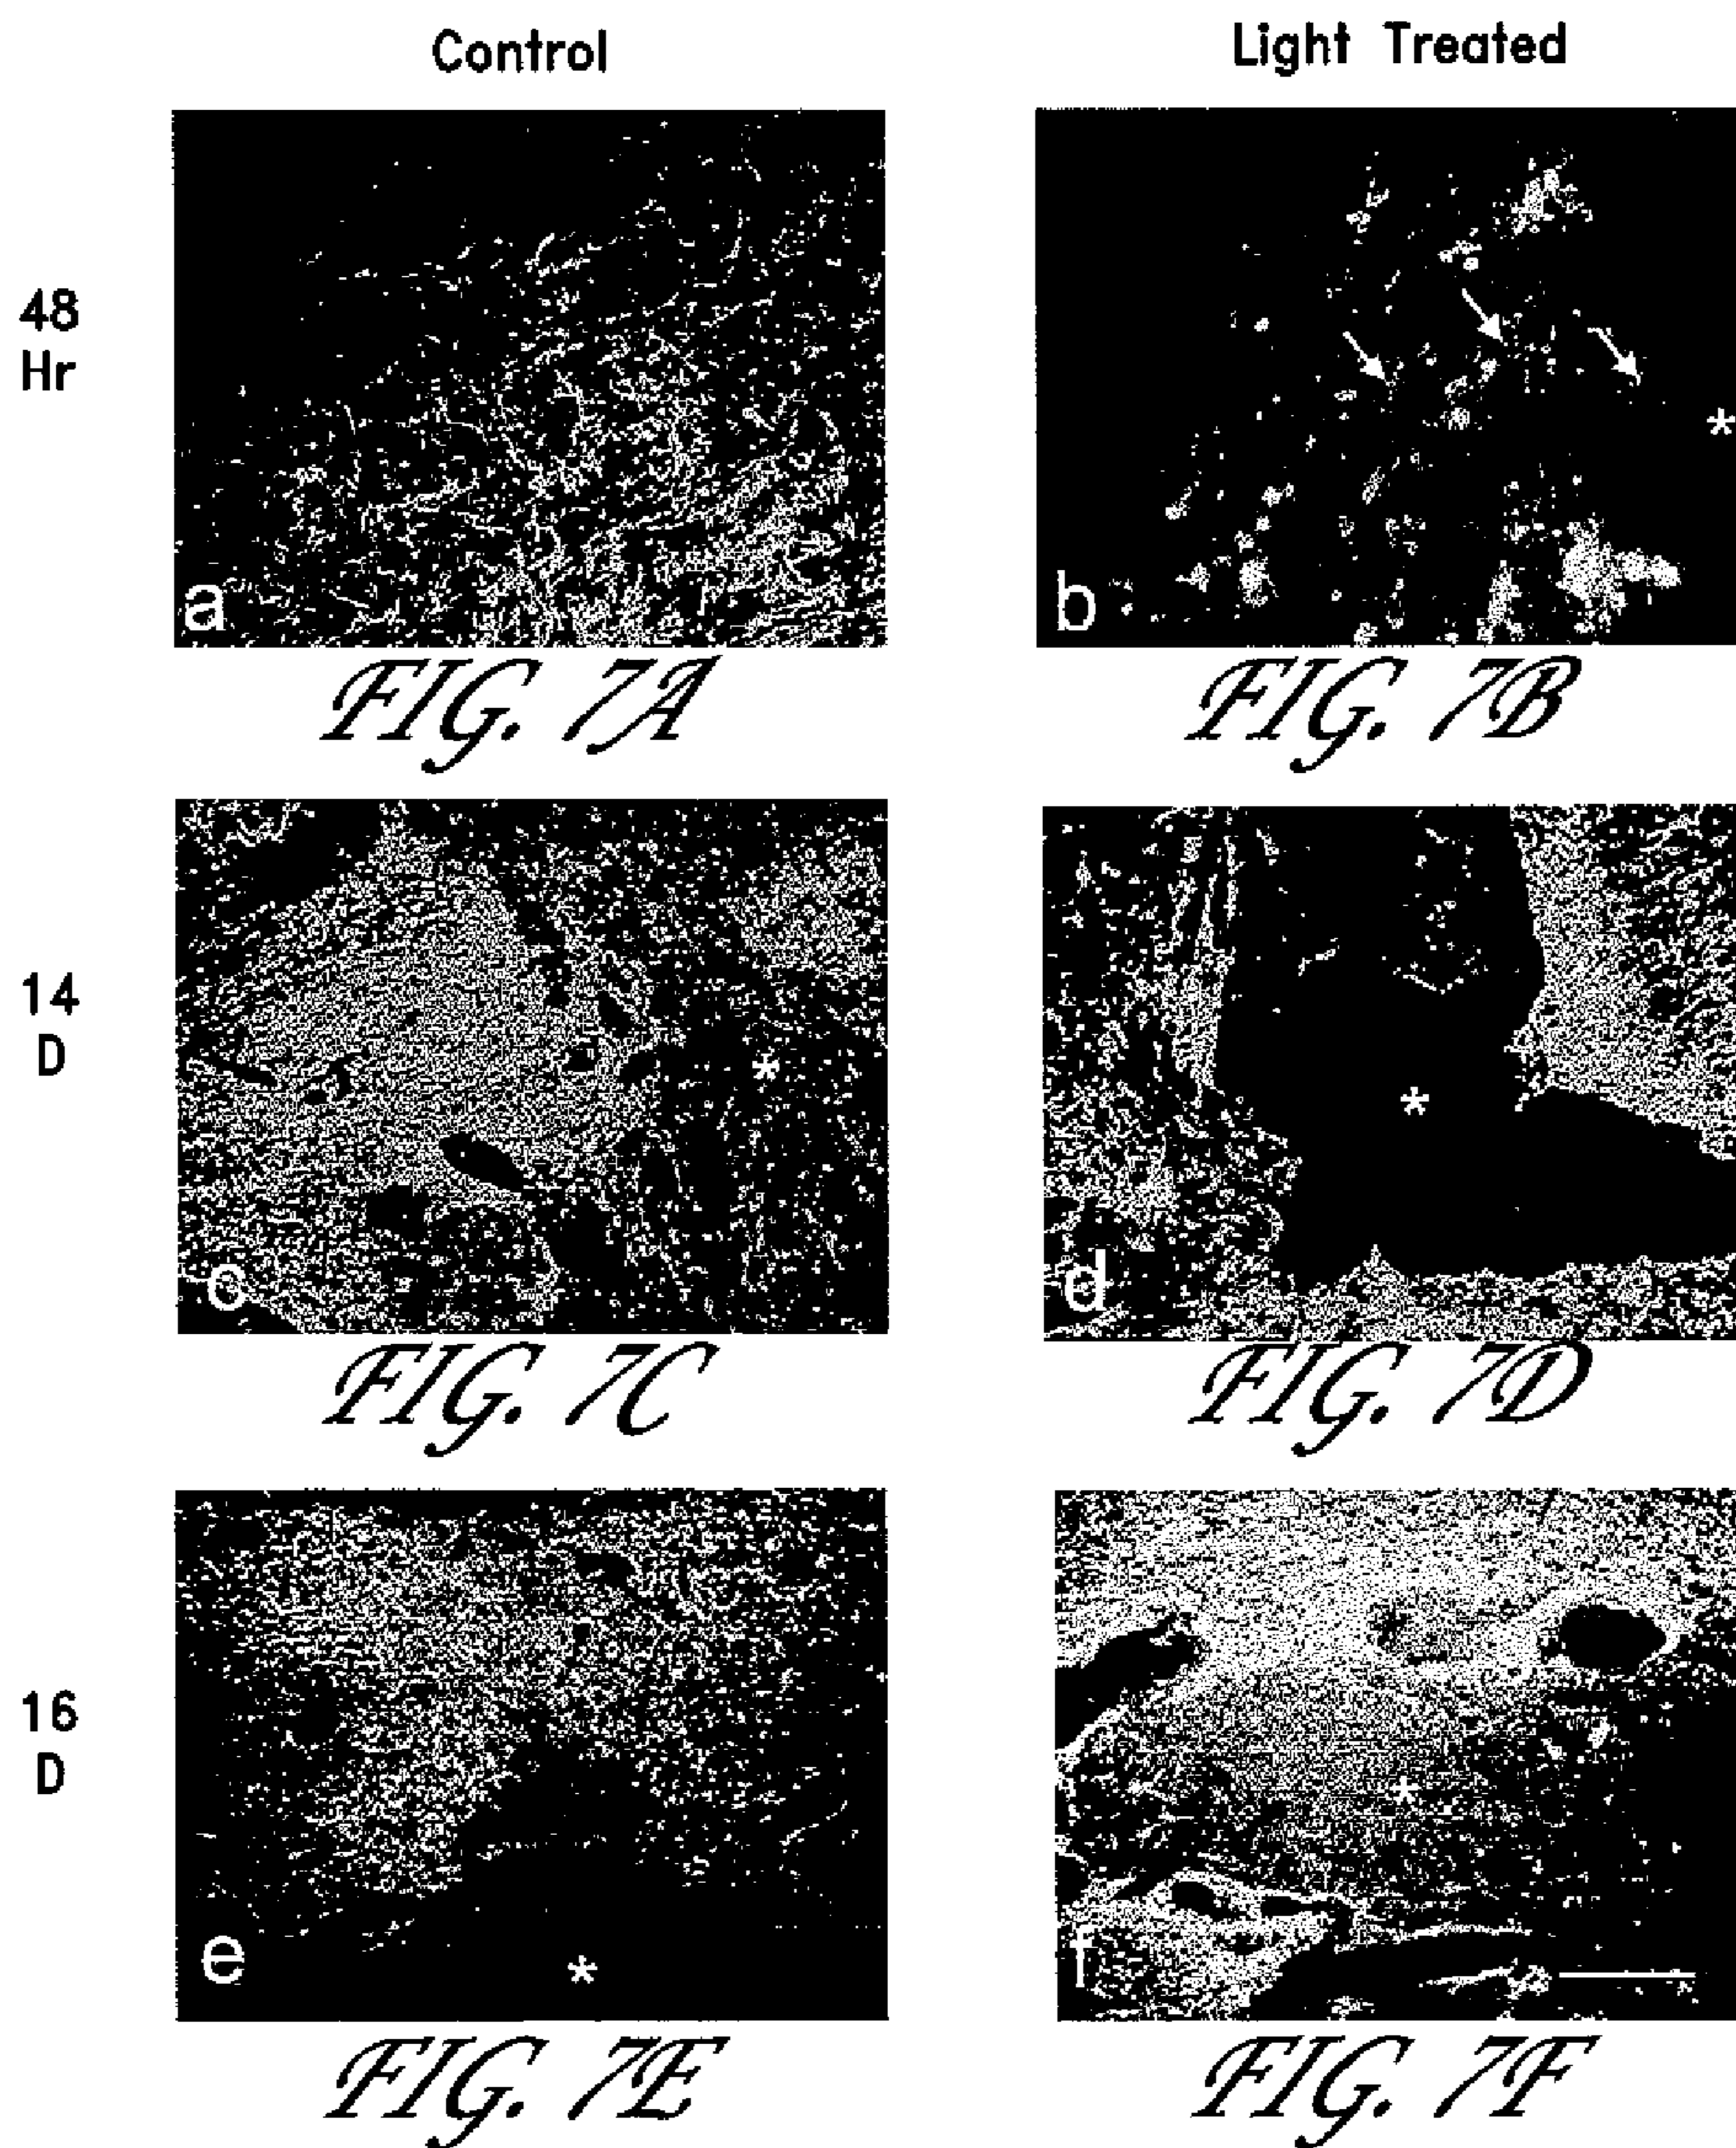 Control Light Treated
48
Hr
a b
* 
FIG. 7A FIG. 7B
14
D
*
*
c d
FIG. 7C FIG. 7D
16
D
*
e f
*
FIG. 7E FIG. 7F